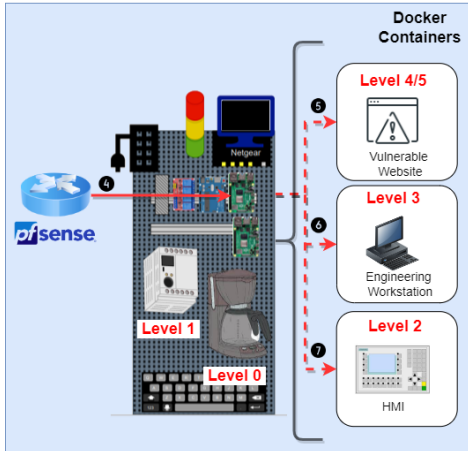 Docker
Containers
Level 4/5
5
Vulnerable
Website
Netgear
4
pfsense
Level 3
6
Engineering
Workstation
Level 1
Level 2
7
Level 0
HMI